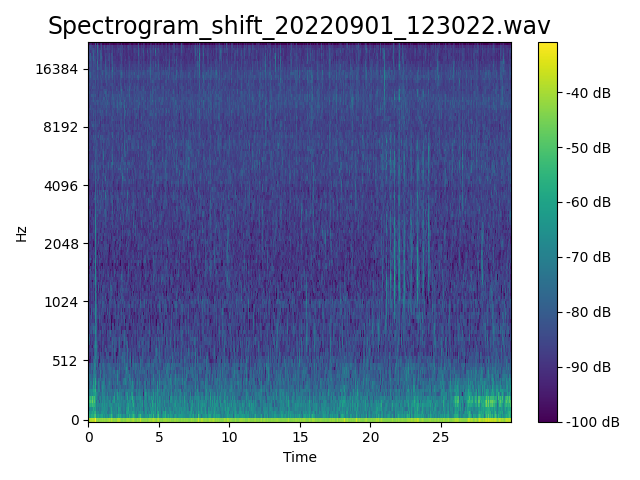 Spectrogram_shift_20220901_123022.wav
16384
8192
4096
2048
1024
512
0
Hz
0 5 10 15 20 25
Time
-40 dB
-50 dB
-60 dB
-70 dB
-80 dB
-90 dB
-100 dB